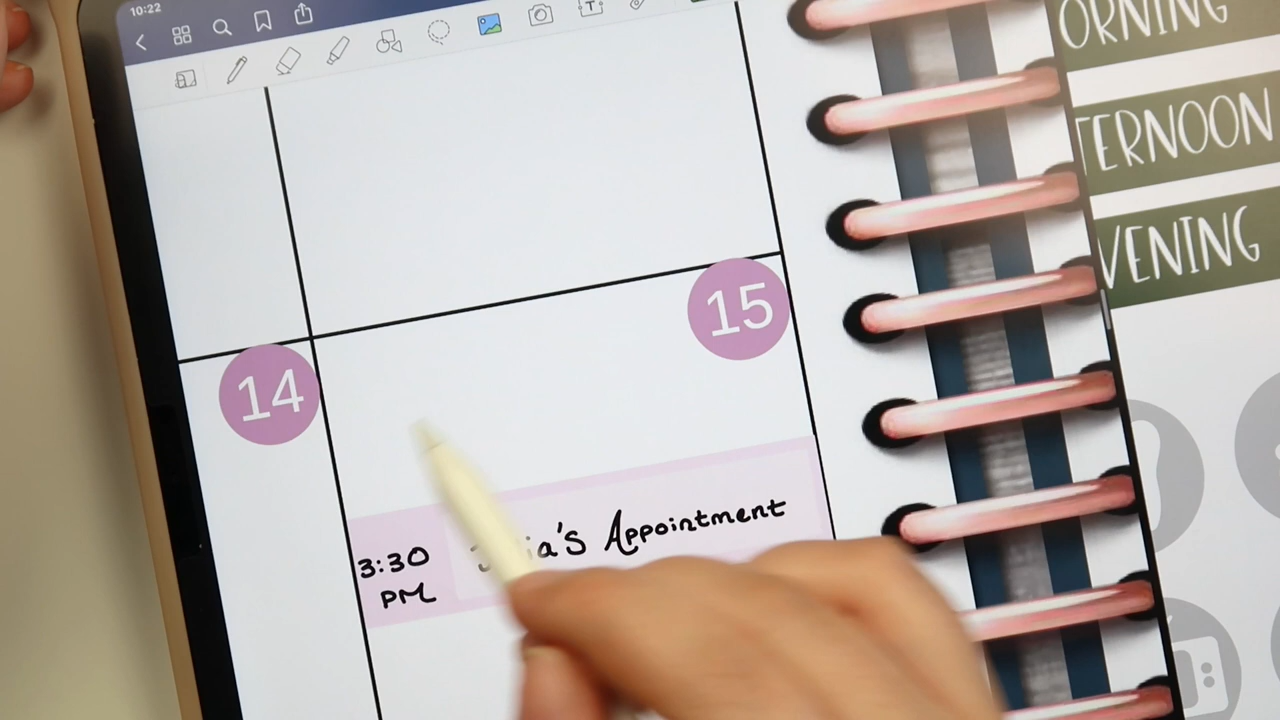 10:22
ORNING
TERNOON
VENING
15
14
3:30
PM
Appointment